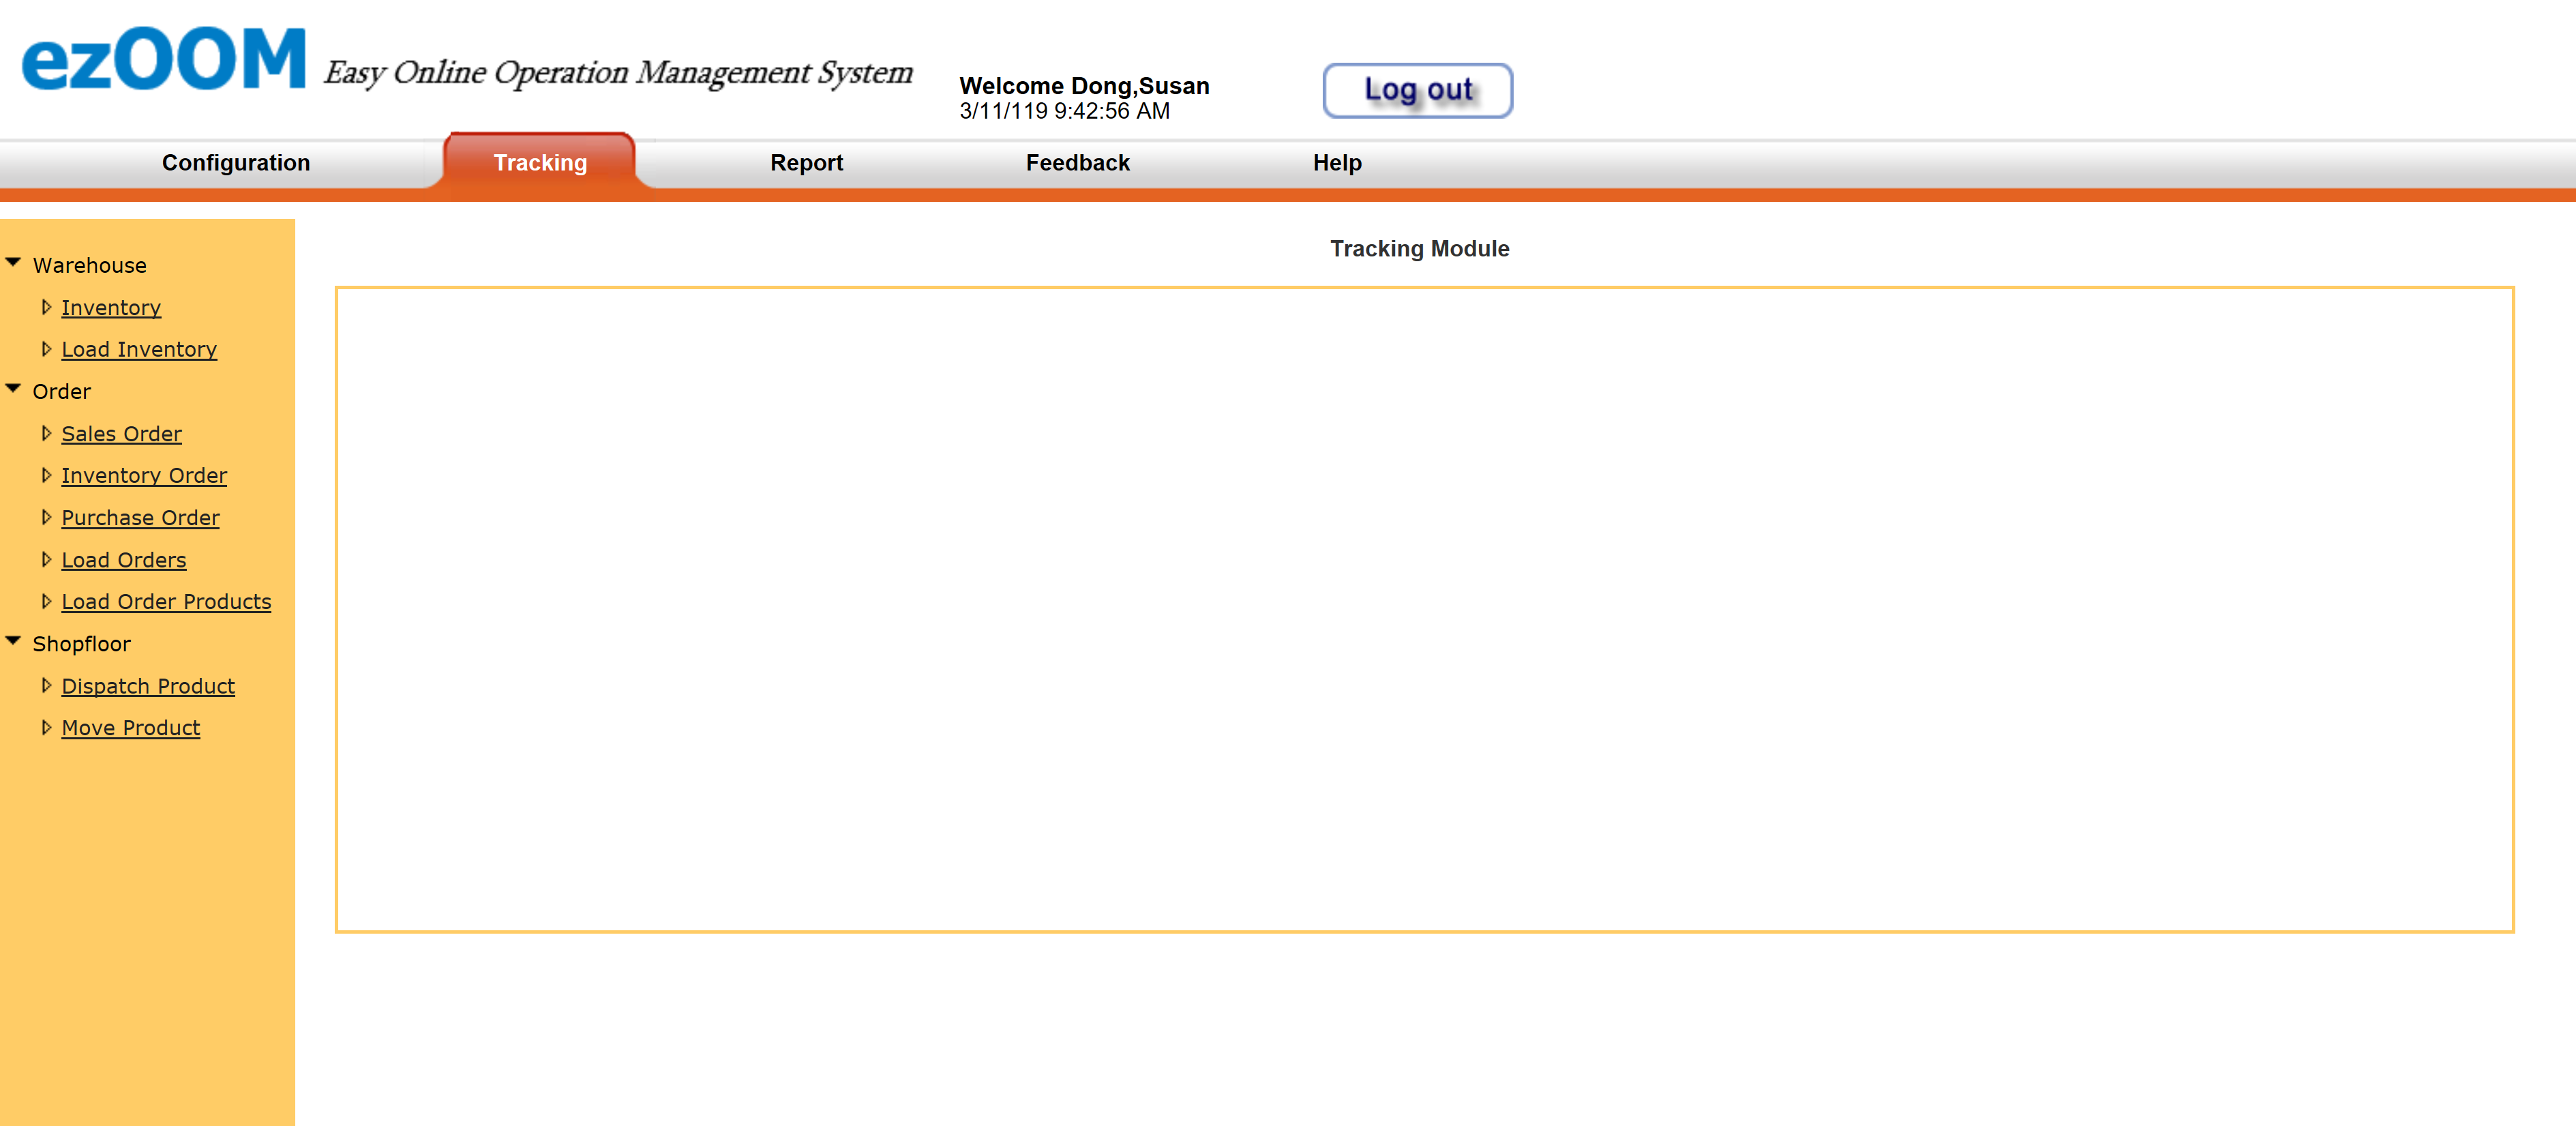 ezOOM Easy Online Operation Management System
Welcome Dong,Susan
3/11/119 9:42:56 AM
Log out
Configuration Tracking Report Feedback Help
Tracking Module
Warehouse
Inventory
Load Inventory
Order
Sales Order
Inventory Order
Purchase Order
Load Orders
Load Order Products
Shopfloor
Dispatch Product
Move Product